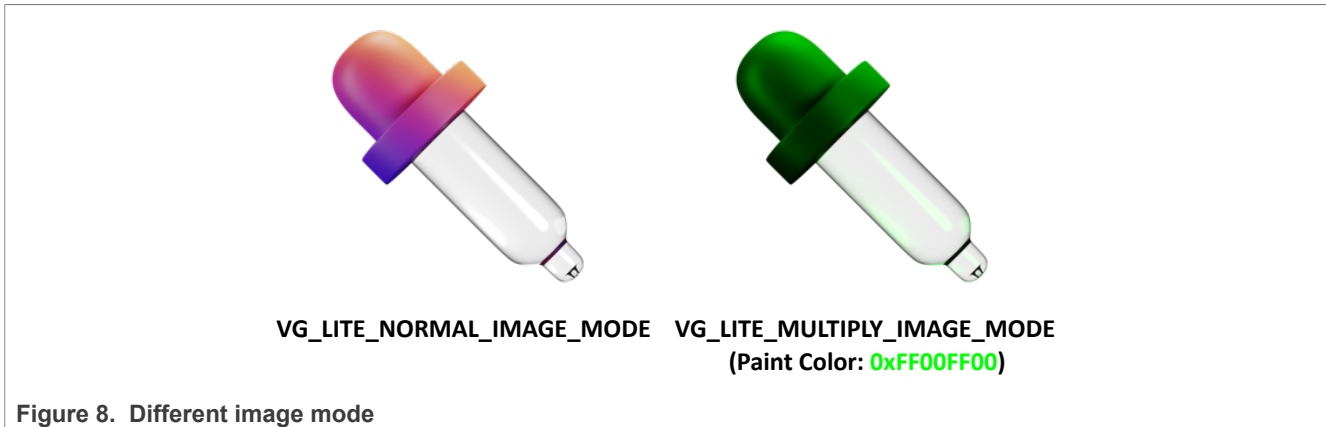 VG_LITE_NORMAL_IMAGE_MODE VG_LITE_MULTIPLY_IMAGE_MODE
(Paint Color: 0xFF00FF00)
Figure 8. Different image mode